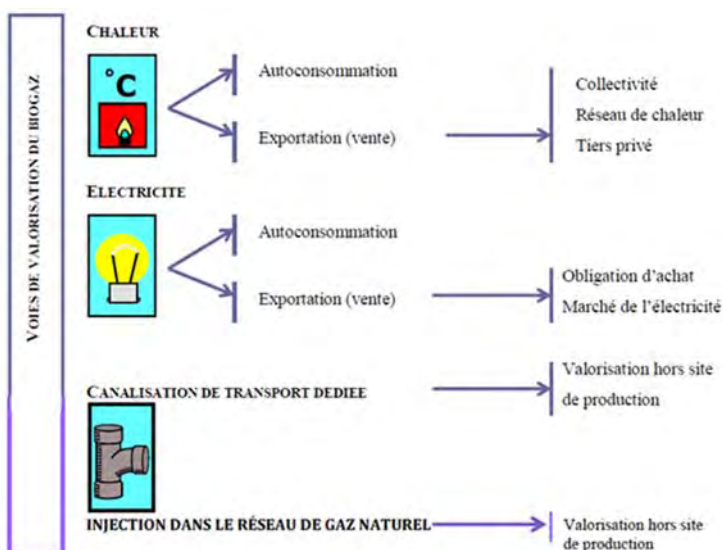 VOIES DE VALORISATION DU BIOGAZ
CHALEUR
°C
Autoconsommation
Exportation (vente)
Collectivité
Réseau de chaleur
Tiers privé
ELECTRICITE
Autoconsommation
Exportation (vente)
Obligation d'achat
Marché de l'électricité
CANALISATION DE TRANSPORT DEDIEE
Valorisation hors site
de production
INJECTION DANS LE RÉSEAU DE GAZ NATUREL
Valorisation hors site
de production